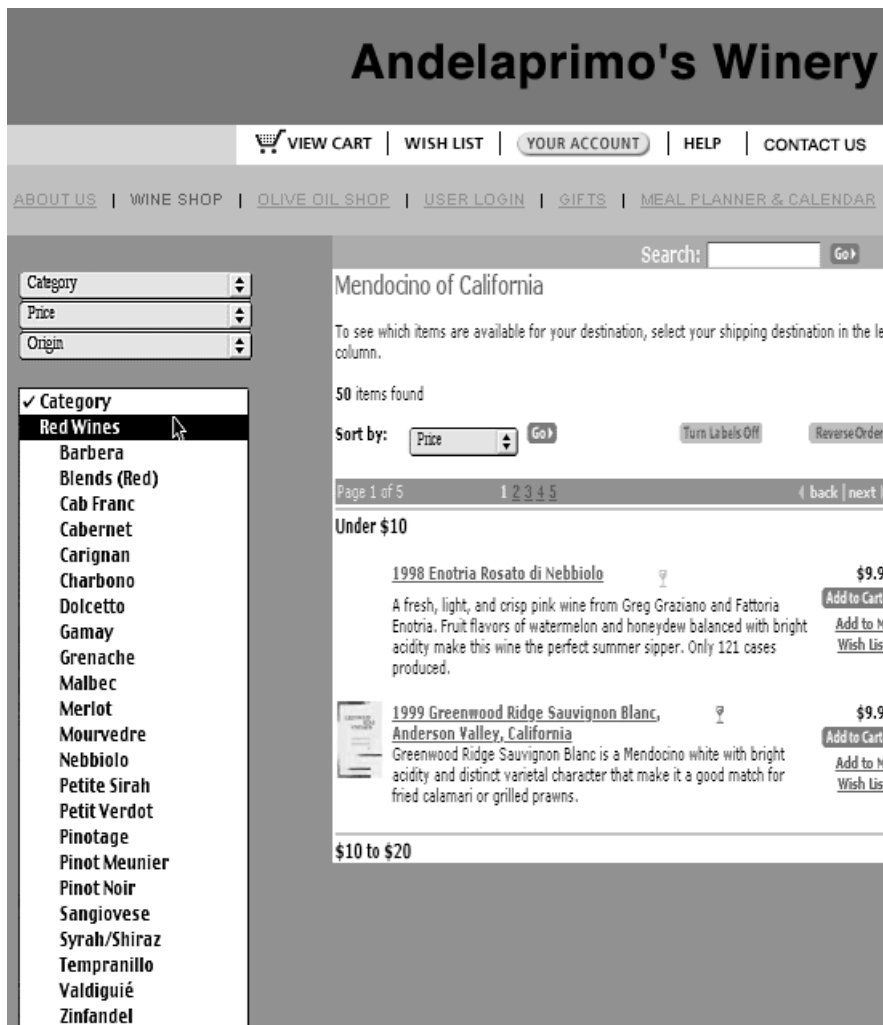 Andelaprimo's Winery
VIEW CART | WISH LIST | YOUR ACCOUNT | HELP | CONTACT US
ABOUT US | WINE SHOP | OLIVE OIL SHOP | USER LOGIN | GIFTS | MEAL PLANNER & CALENDAR
Search: Go
Category
Price
Origin
✓ Category
Red Wines
Barbera
Blends (Red)
Cab Franc
Cabernet
Carignan
Charbono
Dolcetto
Gamay
Grenache
Malbec
Merlot
Mourvedre
Nebbiolo
Petite Sirah
Petit Verdot
Pinotage
Pinot Meunier
Pinot Noir
Sangiovese
Syrah/Shiraz
Tempranillo
Valdiguié
Zinfandel
Mendocino of California
To see which items are available for your destination, select your shipping destination in the le
column.
50 items found
Sort by: Price Go Turn Labels Off Reverse Order
Page 1 of 5 1 2 3 4 5 back | next |
Under $10
1998 Enotria Rosato di Nebbiolo $9.9
A fresh, light, and crisp pink wine from Greg Graziano and Fattoria
Enotria. Fruit flavors of watermelon and honeydew balanced with bright
acidity make this wine the perfect summer sipper. Only 121 cases
produced.
Add to Cart
Add to M
Wish Lis
1999 Greenwood Ridge Sauvignon Blanc, $9.9
Anderson Valley, California
Greenwood Ridge Sauvignon Blanc is a Mendocino white with bright
acidity and distinct varietal character that make it a good match for
fried calamari or grilled prawns.
Add to Cart
Add to M
Wish Lis
$10 to $20